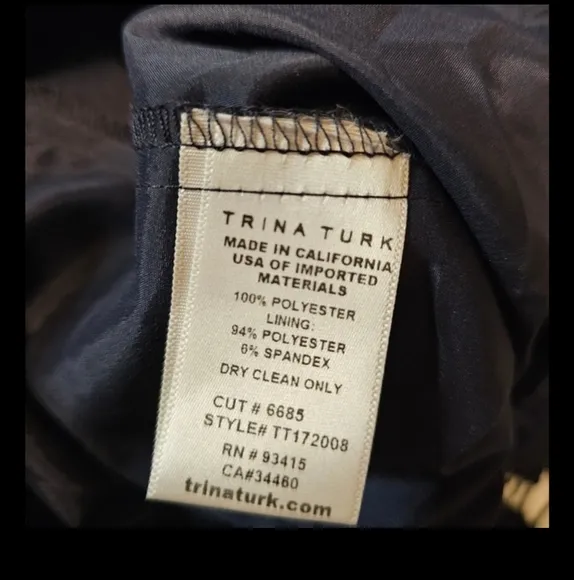 TRINA TURK
MADE IN CALIFORNIA
USA OF IMPORTED
MATERIALS
100% POLYESTER
LINING:
94% POLYESTER
6% SPANDEX
DRY CLEAN ONLY
CUT # 6685
STYLE# TT172008
RN # 93415
CA#34460
trinaturk.com